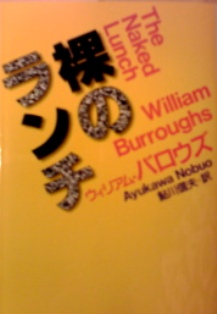 裸の
ランチ
The
Naked
Lunch
William
Burroughs
ウィリアム・バロウズ
Ayukawa Nobuo
鮎川信夫 訳